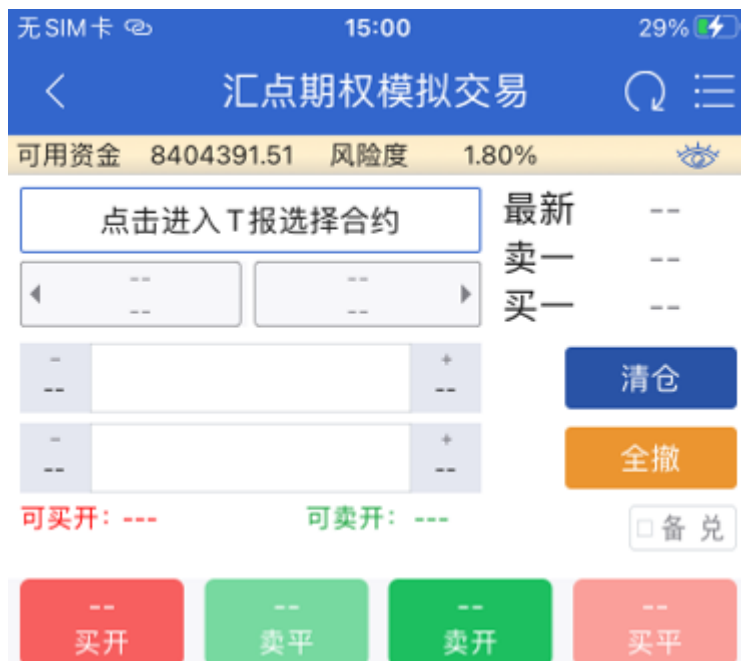 无SIM卡 15:00 29%
汇点期权模拟交易
可用资金 8404391.51 风险度 1.80%
点击进入T报选择合约
最新 --
卖一 --
买一 --
-- --
-- --
- +
-- --
清仓
- +
-- --
全撤
可买开: --- 可卖开: ---
备 兑
-- -- -- --
买开 卖平 卖开 买平